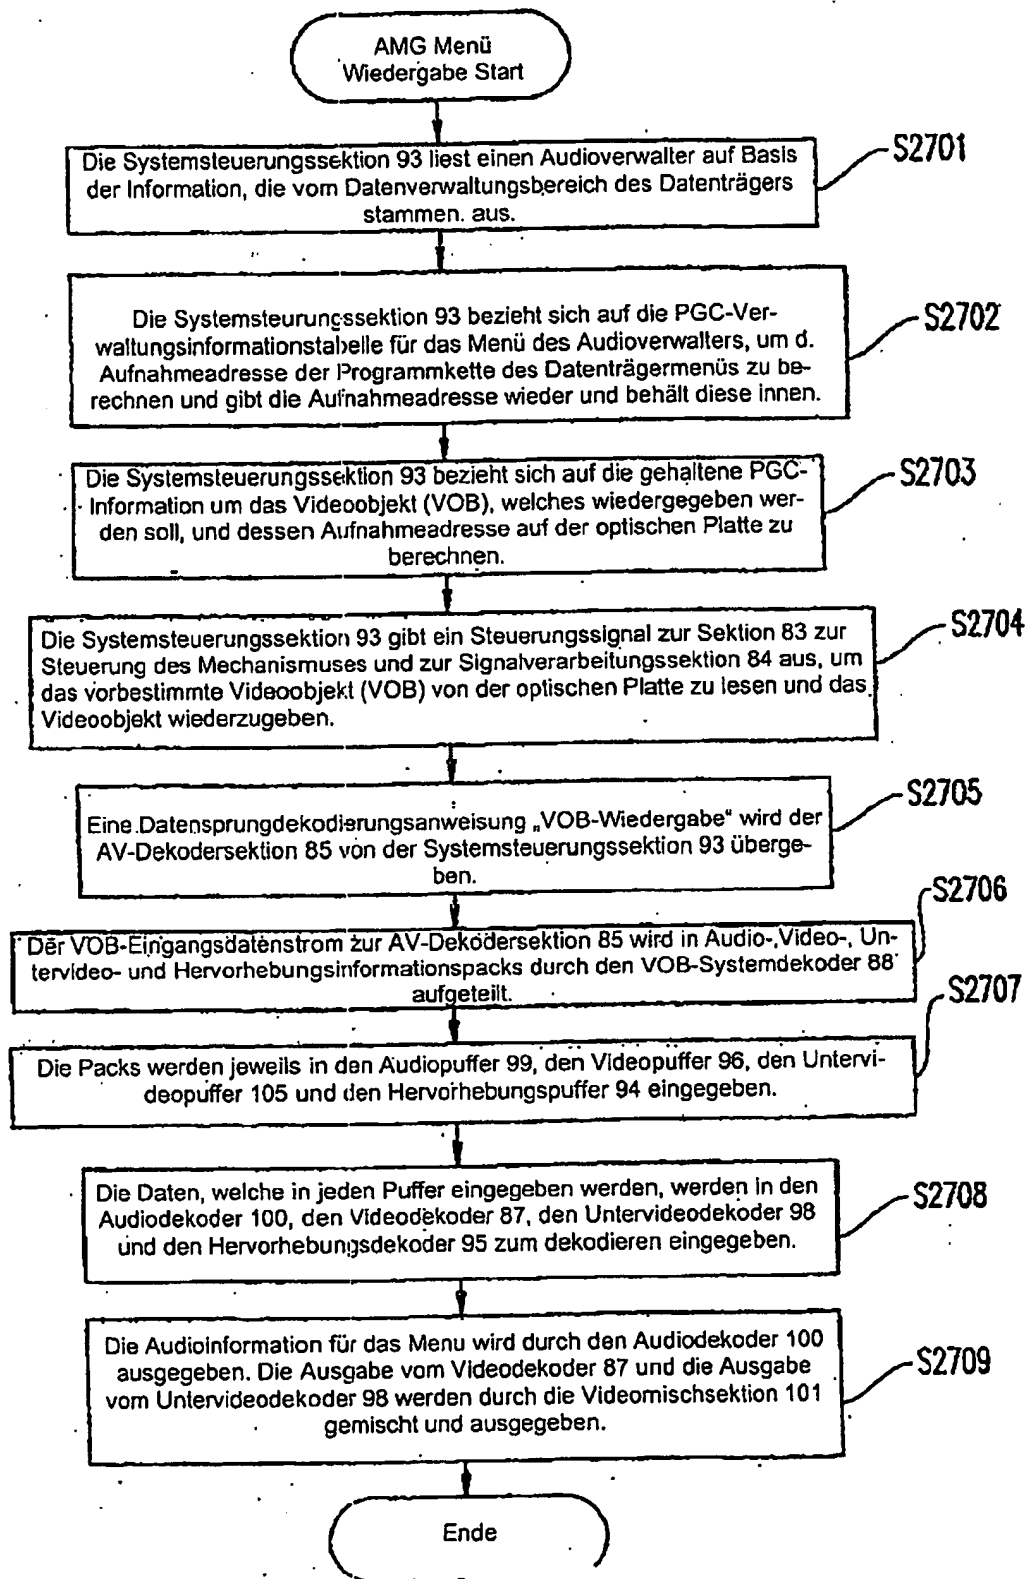 AMG Menü
Wiedergabe Start
Die Systemsteuerungssektion 93 liest einen Audioverwalter auf Basis
der Information, die vom Datenverwaltungsbereich des Datenträgers
stammen. aus.
S2701
Die Systemsteurungssektion 93 bezieht sich auf die PGC-Ver-
waltungsinformationstabelle für das Menü des Audioverwalters, um d.
Aufnahmeadresse der Programmkette des Datenträgermenüs zu be-
rechnen und gibt die Aufnahmeadresse wieder und behält diese innen.
S2702
Die Systemsteuerungssektion 93 bezieht sich auf die gehaltene PGC-
Information um das Videoobjekt (VOB), welches wiedergegeben wer-
den soll, und dessen Aufnahmeadresse auf der optischen Platte zu
berechnen.
S2703
Die Systemsteuerungssektion 93 gibt ein Steuerungssignal zur Sektion 83 zur
Steuerung des Mechanismuses und zur Signalverarbeitungssektion 84 aus, um
das vorbestimmte Videoobjekt (VOB) von der optischen Platte zu lesen und das
Videoobjekt wiederzugeben.
S2704
Eine Datensprungdekodierungsanweisung „VOB-Wiedergabe" wird der
AV-Dekodersektion 85 von der Systemsteuerungssektion 93 überge-
ben.
S2705
Der VOB-Eingangsdatenstrom zur AV-Dekodersektion 85 wird in Audio-,Video-, Un-
tervideo- und Hervorhebungsinformationspacks durch den VOB-Systemdekoder 88
aufgeteilt.
S2706
Die Packs werden jeweils in den Audiopuffer 99, den Videopuffer 96, den Untervi-
deopuffer 105 und den Hervorhebungspuffer 94 eingegeben.
S2707
Die Daten, welche in jeden Puffer eingegeben werden, werden in den
Audiodekoder 100, den Videodekoder 87, den Untervideodekoder 98
und den Hervorhebungsdekoder 95 zum dekodieren eingegeben.
S2708
Die Audioinformation für das Menu wird durch den Audiodekoder 100
ausgegeben. Die Ausgabe vom Videodekoder 87 und die Ausgabe
vom Untervideodekoder 98 werden durch die Videomischsektion 101
gemischt und ausgegeben.
S2709
Ende